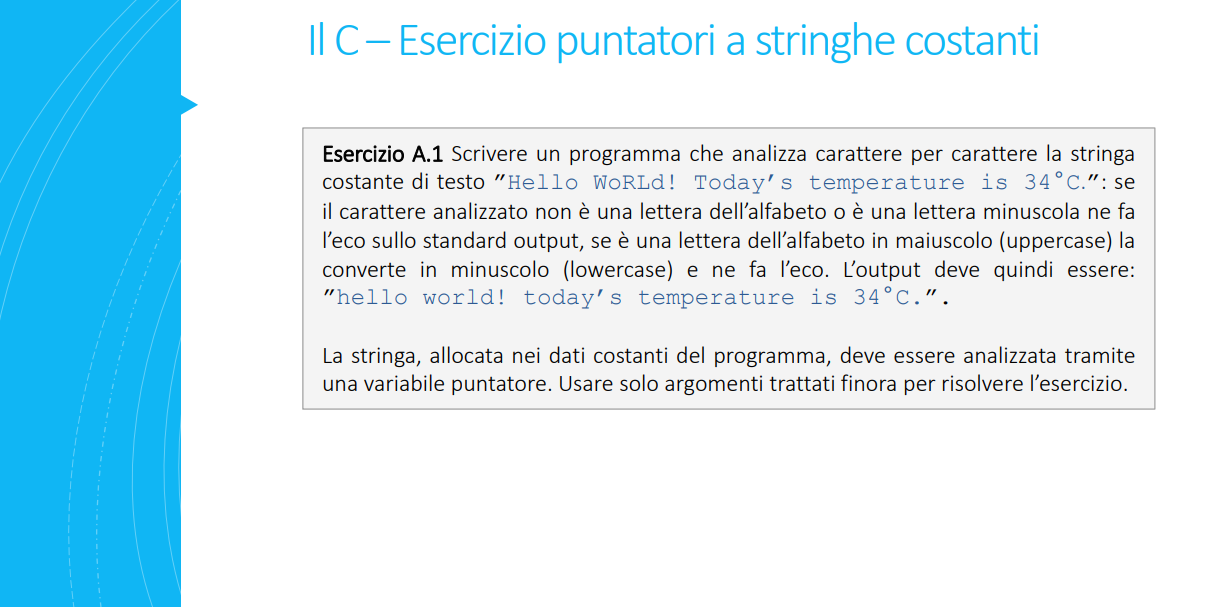 Il C – Esercizio puntatori a stringhe costanti
Esercizio A.1 Scrivere un programma che analizza carattere per carattere la stringa
costante di testo ”Hello WoRLd! Today’s temperature is 34°C.”: se
il carattere analizzato non è una lettera dell’alfabeto o è una lettera minuscola ne fa
l’eco sullo standard output, se è una lettera dell’alfabeto in maiuscolo (uppercase) la
converte in minuscolo (lowercase) e ne fa l’eco. L’output deve quindi essere:
”hello world! today’s temperature is 34°C.”.
La stringa, allocata nei dati costanti del programma, deve essere analizzata tramite
una variabile puntatore. Usare solo argomenti trattati finora per risolvere l’esercizio.